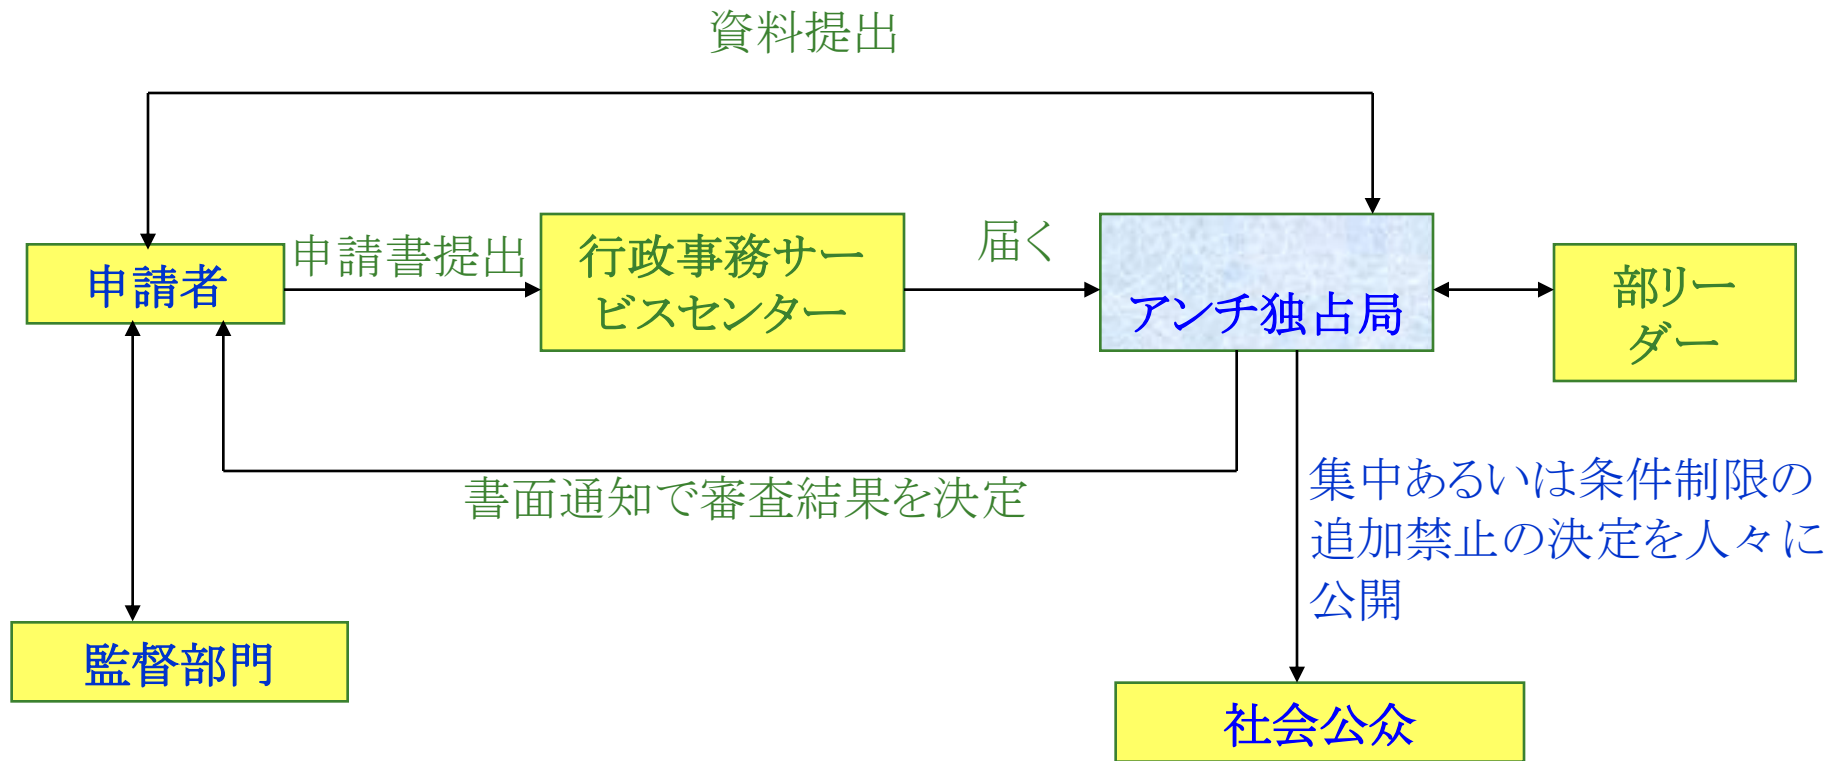 資料提出
申請者
申請書提出
行政事務サー
ビスセンター
届く
アンチ独占局
部リー
ダー
書面通知で審査結果を決定
集中あるいは条件制限の
追加禁止の決定を人々に
公開
監督部門
社会公众